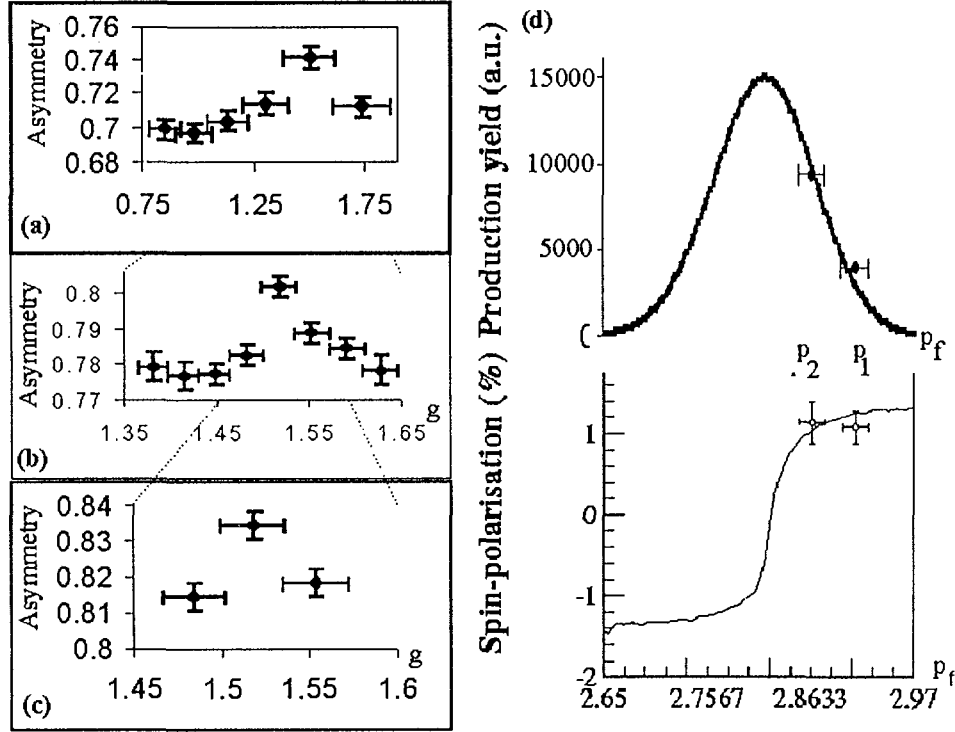 Asymmetry
0.76
0.74
0.72
0.7
0.68
0.75 1.25 1.75
(a)
Asymmetry
0.8
0.79
0.78
0.77
g
1.35 1.45 1.55 1.65
(b)
Asymmetry
0.84
0.83
0.82
0.81
0.8
g
1.45 1.5 1.55 1.6
(c)
(d)
Spin-polarisation (%) Production yield (a.u.)
15000
10000
5000
0
pf
p2 p1
1
0
-1
-2
pf
2.65 2.7567 2.8633 2.97